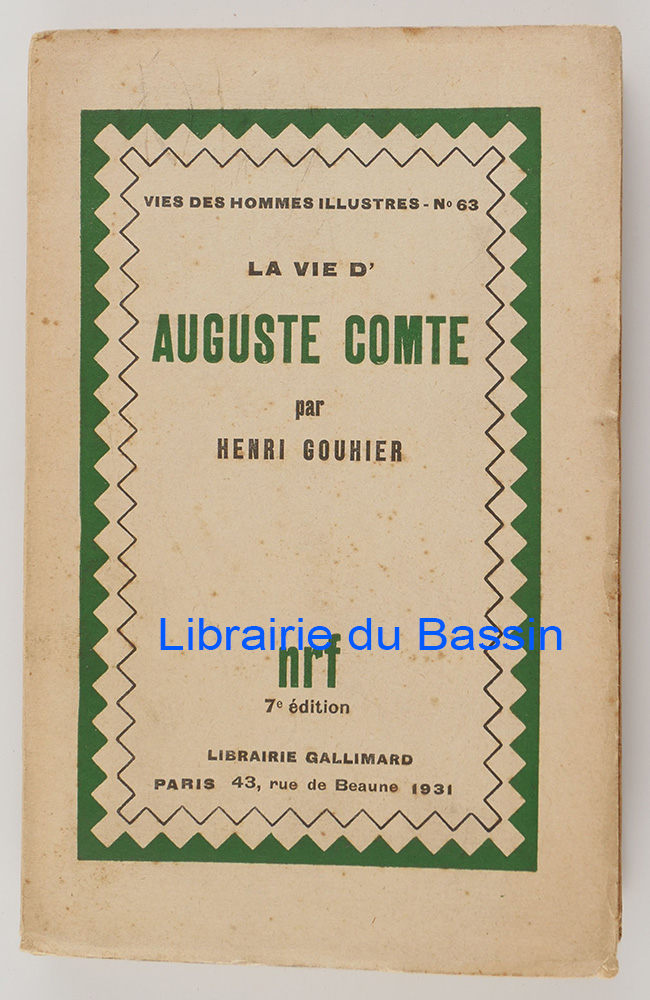 VIES DES HOMMES ILLUSTRES - No 63
LA VIE D'
AUGUSTE COMTE
par
HENRI GOUHIER
Librairie du Bassin
nrf
7e édition
LIBRAIRIE GALLIMARD
PARIS 43, rue de Beaune 1931